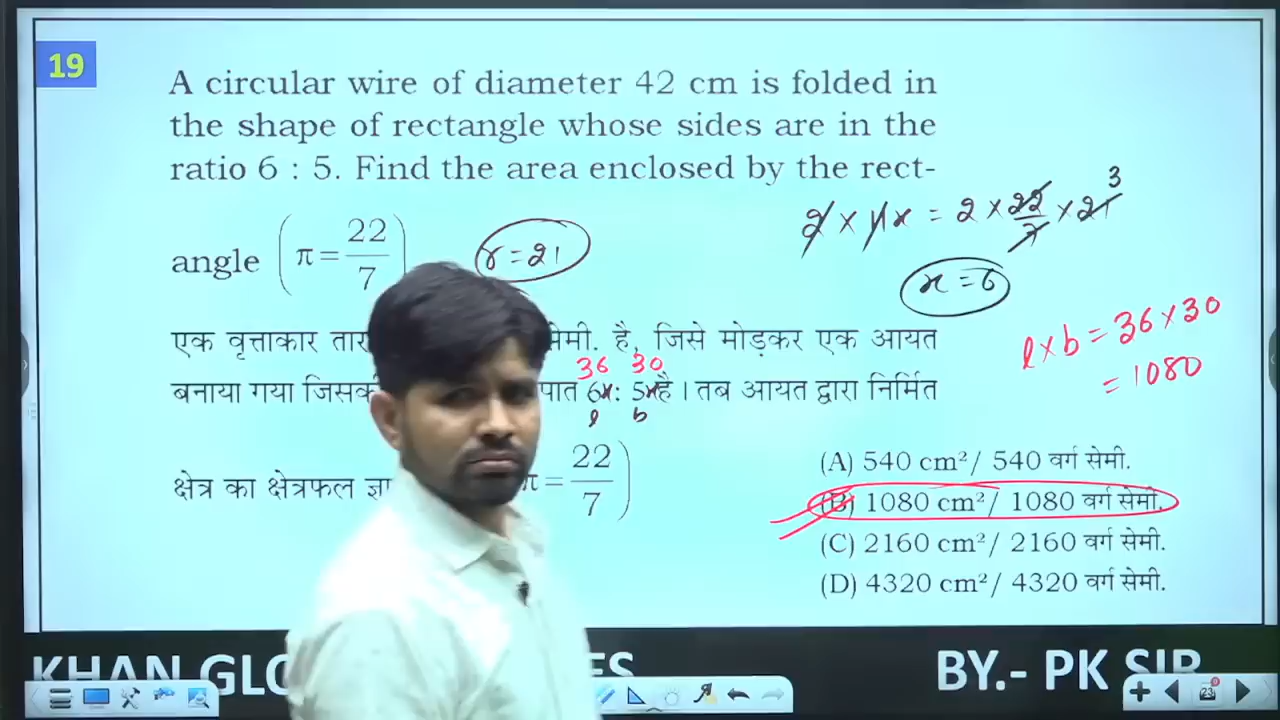 19
A circular wire of diameter 42 cm is folded in
the shape of rectangle whose sides are in the
ratio 6 : 5. Find the area enclosed by the rect-
angle (π = 22/7)
r = 21
2 × 11x = 2 × 22/7 × 21
3
x = 6
l × b = 36 × 30
= 1080
एक वृत्ताकार सेमी. है, जिसे मोड़कर एक आयत
36 30
बनाया गया 6x : 5x है। तब आयत द्वारा निर्मित
l b
क्षेत्र का क्षेत्रफल π = 22/7)
(A) 540 cm²/ 540 वर्ग सेमी.
(B) 1080 cm²/ 1080 वर्ग सेमी.
(C) 2160 cm²/ 2160 वर्ग सेमी.
(D) 4320 cm²/ 4320 वर्ग सेमी.
KHAN
BY.- PK SIR
23